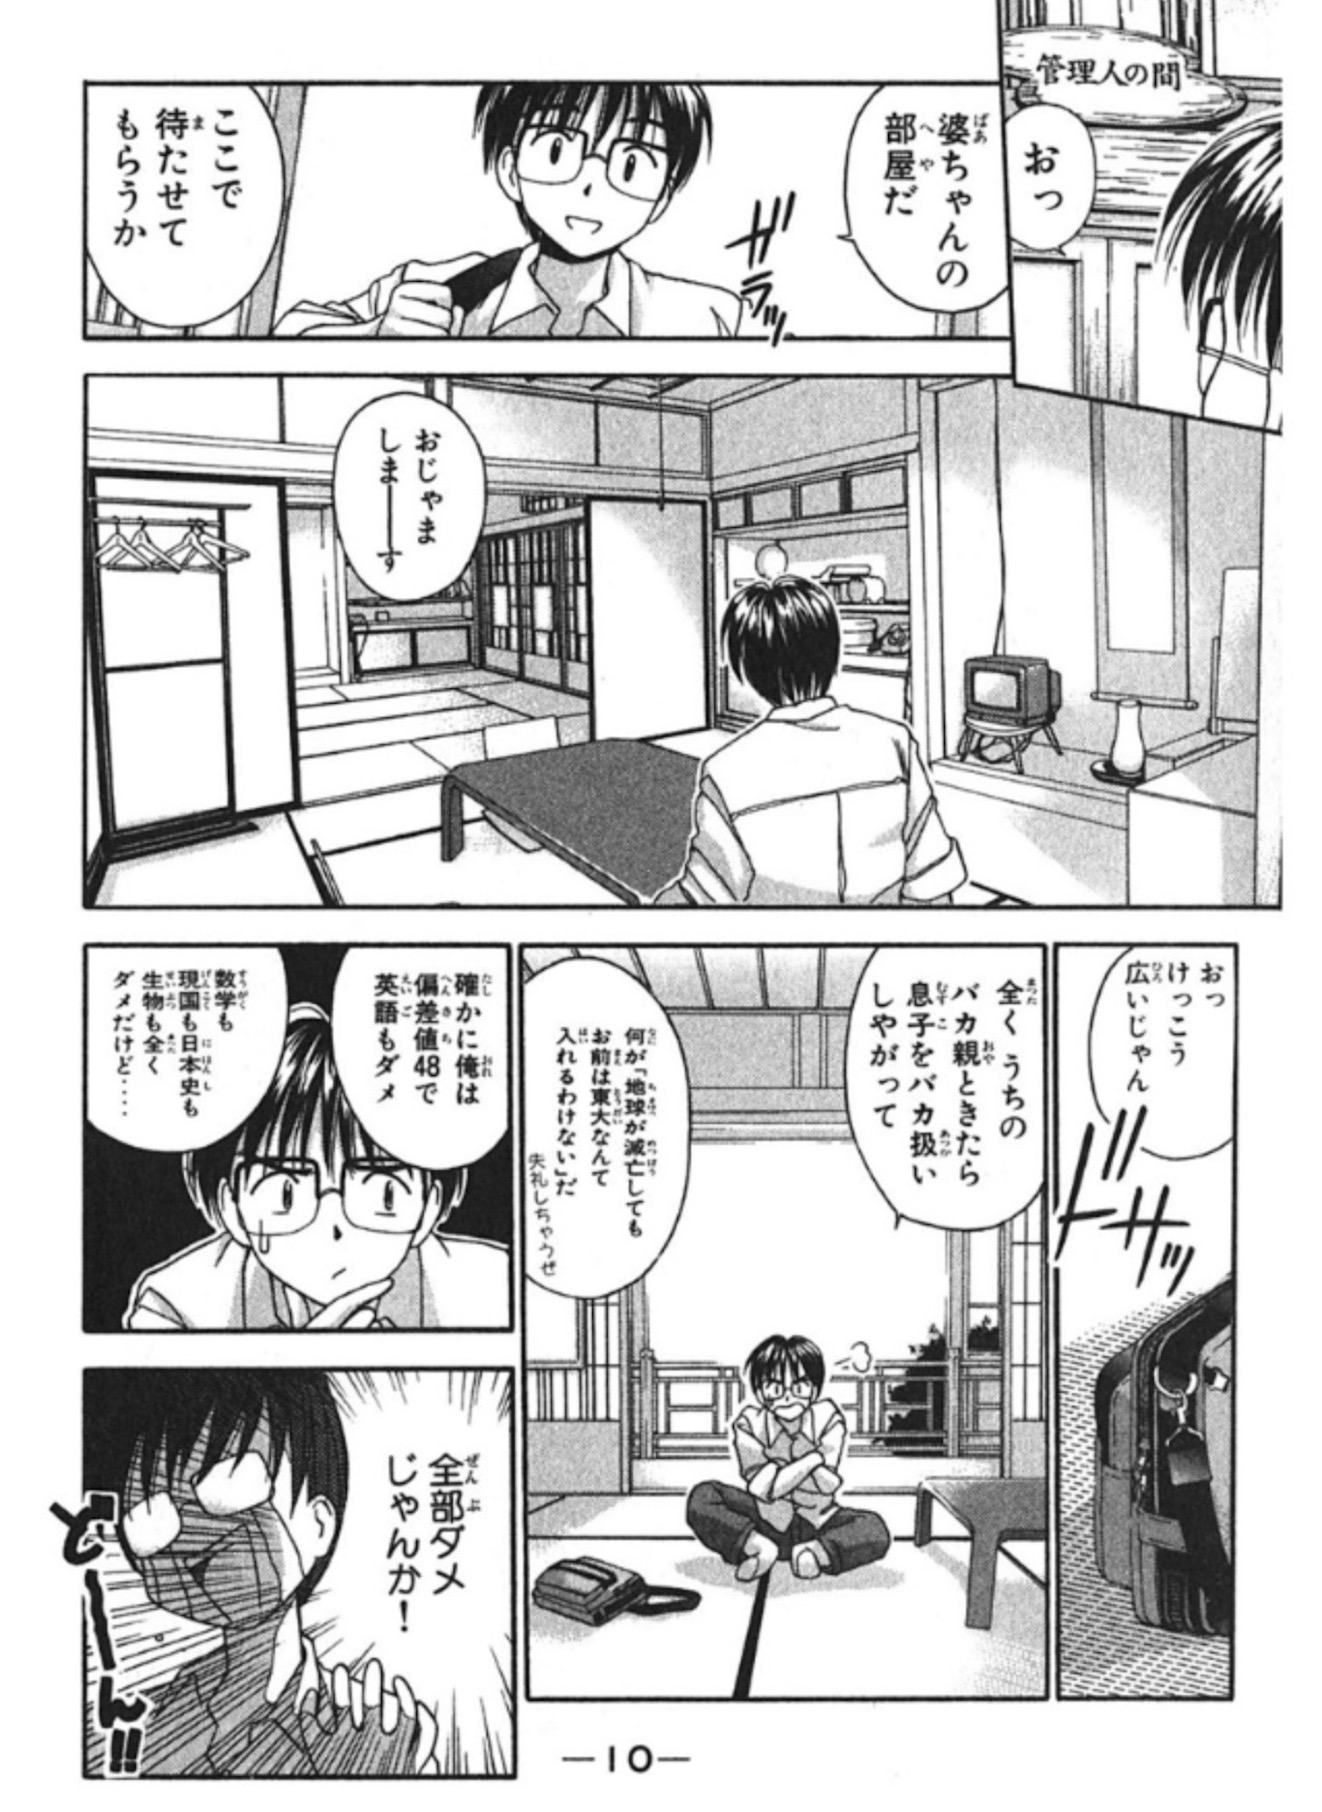 管理人の間
おっ
婆ちゃんの
部屋だ
ガラッ
ここで
待たせて
もらうか
おじゃま
しまーーす
おっ
けっこう
広いじゃん
ドサッ
全くうちの
バカ親ときたら
息子をバカ扱い
しやがって
何が「地球が滅亡しても
お前は東大なんて
入れるわけない」だ
失礼しちゃうぜ
確かに俺は
偏差値48で
英語もダメ
数学も
現国も日本史も
生物も全く
ダメだけど‥‥
全部ダメ
じゃんか!
どーーん!!
—10—